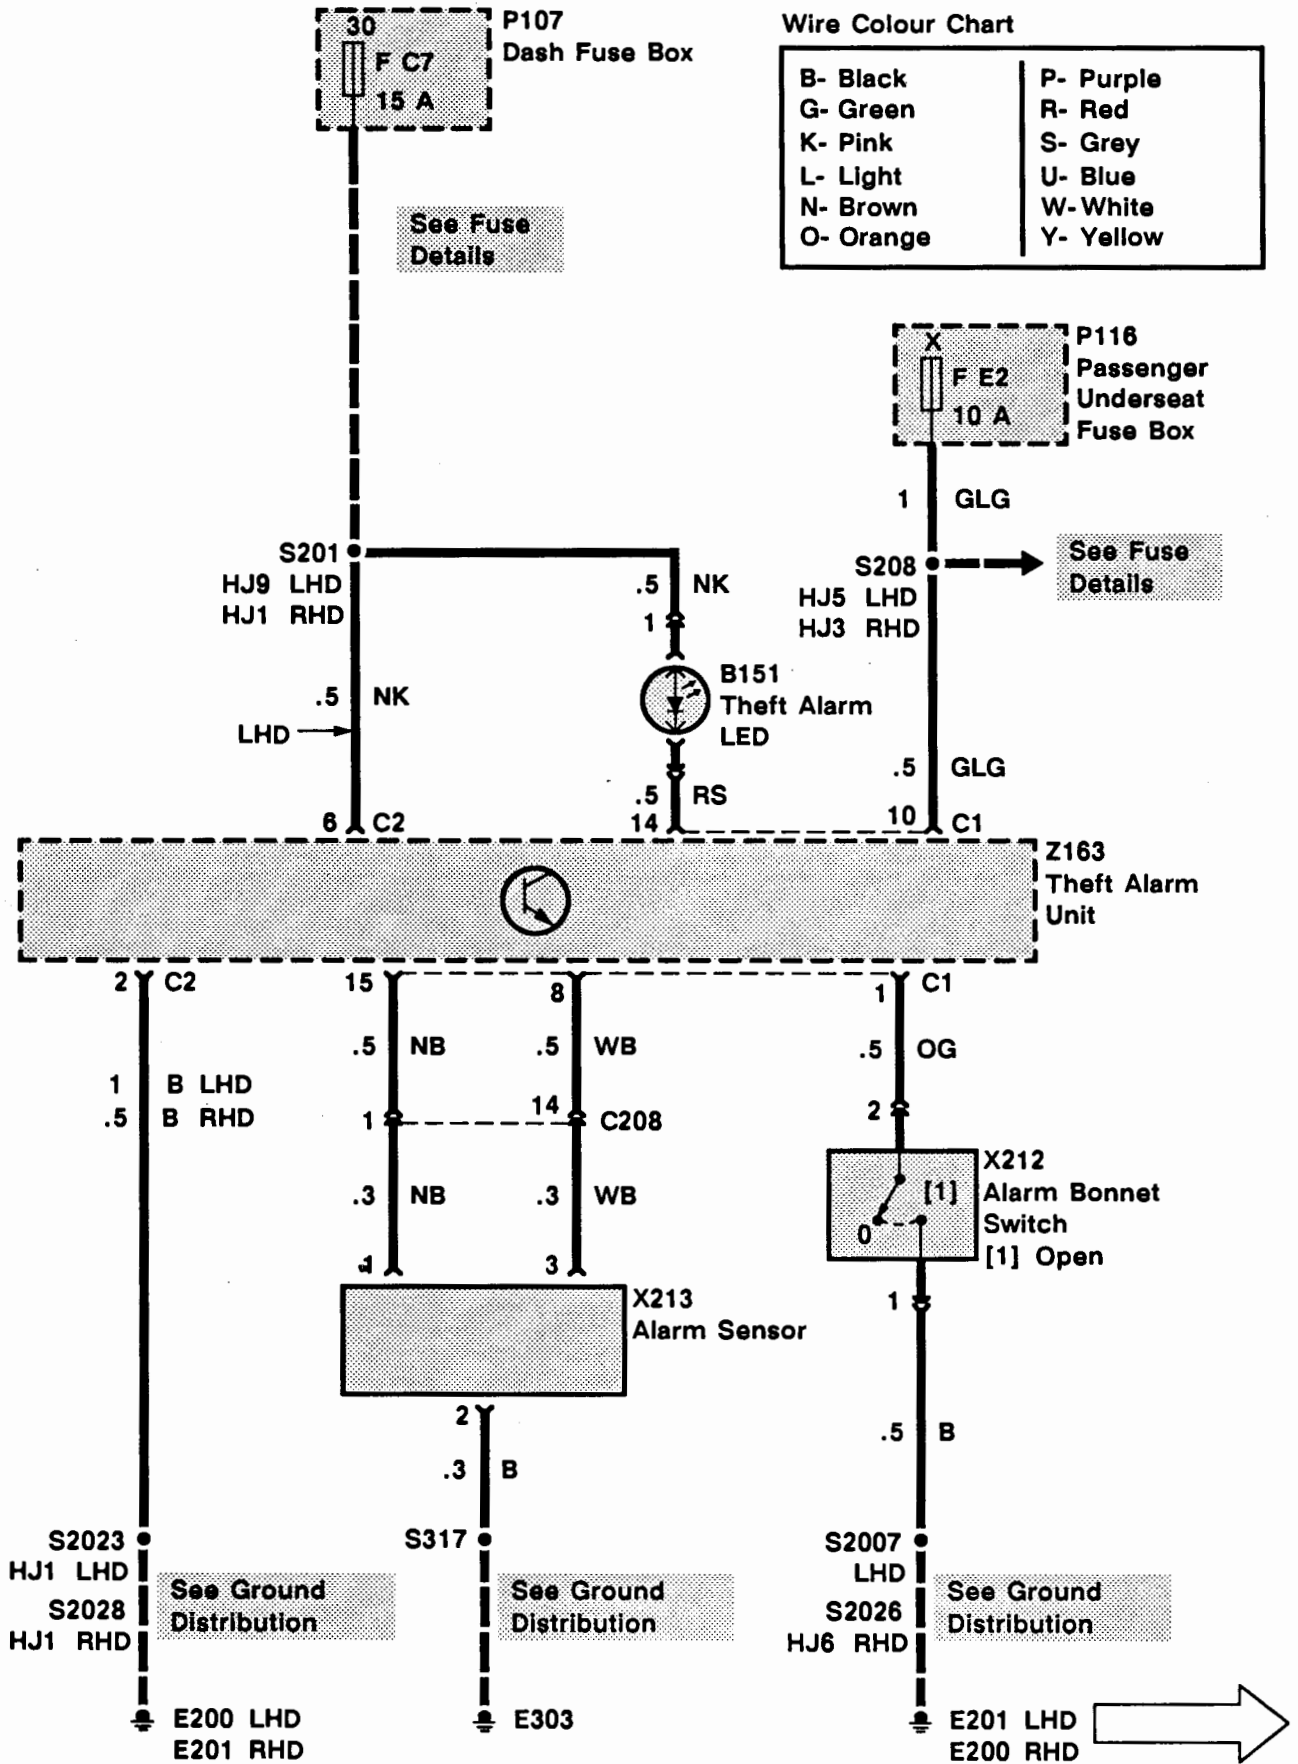 30
F C7
15 A
P107
Dash Fuse Box
Wire Colour Chart
B- Black
G- Green
K- Pink
L- Light
N- Brown
O- Orange
P- Purple
R- Red
S- Grey
U- Blue
W- White
Y- Yellow
See Fuse
Details
X
F E2
10 A
P116
Passenger
Underseat
Fuse Box
1 GLG
S201
HJ9 LHD
HJ1 RHD
.5 NK
1
S208
HJ5 LHD
HJ3 RHD
See Fuse
Details
B151
Theft Alarm
LED
.5 NK
LHD
.5 RS
.5 GLG
6 C2
14
10 C1
Z163
Theft Alarm
Unit
2 C2
15
8
1 C1
.5 NB
.5 WB
.5 OG
1 B LHD
.5 B RHD
1
14
C208
2
X212
Alarm Bonnet
Switch
[1] Open
[1]
0
.3 NB
.3 WB
1
3
1
X213
Alarm Sensor
2
.3 B
.5 B
S2023
HJ1 LHD
S2028
HJ1 RHD
See Ground
Distribution
S317
See Ground
Distribution
S2007
LHD
S2026
HJ6 RHD
See Ground
Distribution
E200 LHD
E201 RHD
E303
E201 LHD
E200 RHD